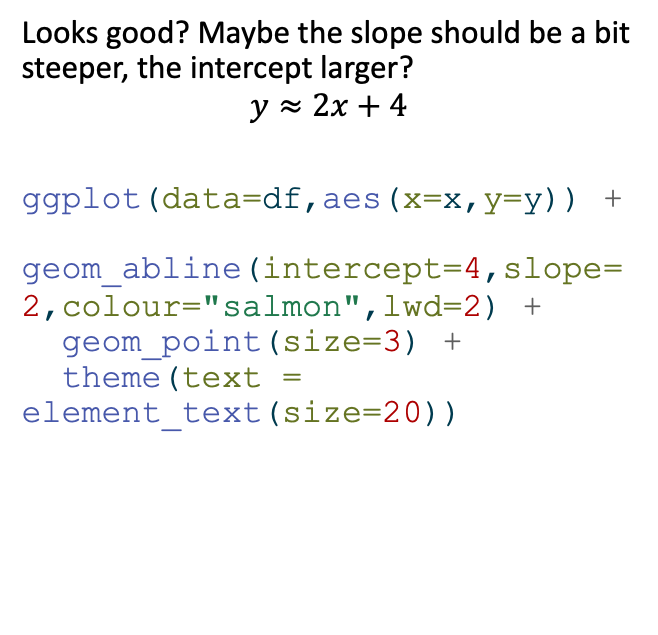 Looks good? Maybe the slope should be a bit
steeper, the intercept larger?
𝑦 ≈ 2𝑥 + 4
ggplot(data=df,aes(x=x,y=y)) +
geom_abline(intercept=4,slope=
2,colour="salmon",lwd=2) +
  geom_point(size=3) +
  theme(text =
element_text(size=20))